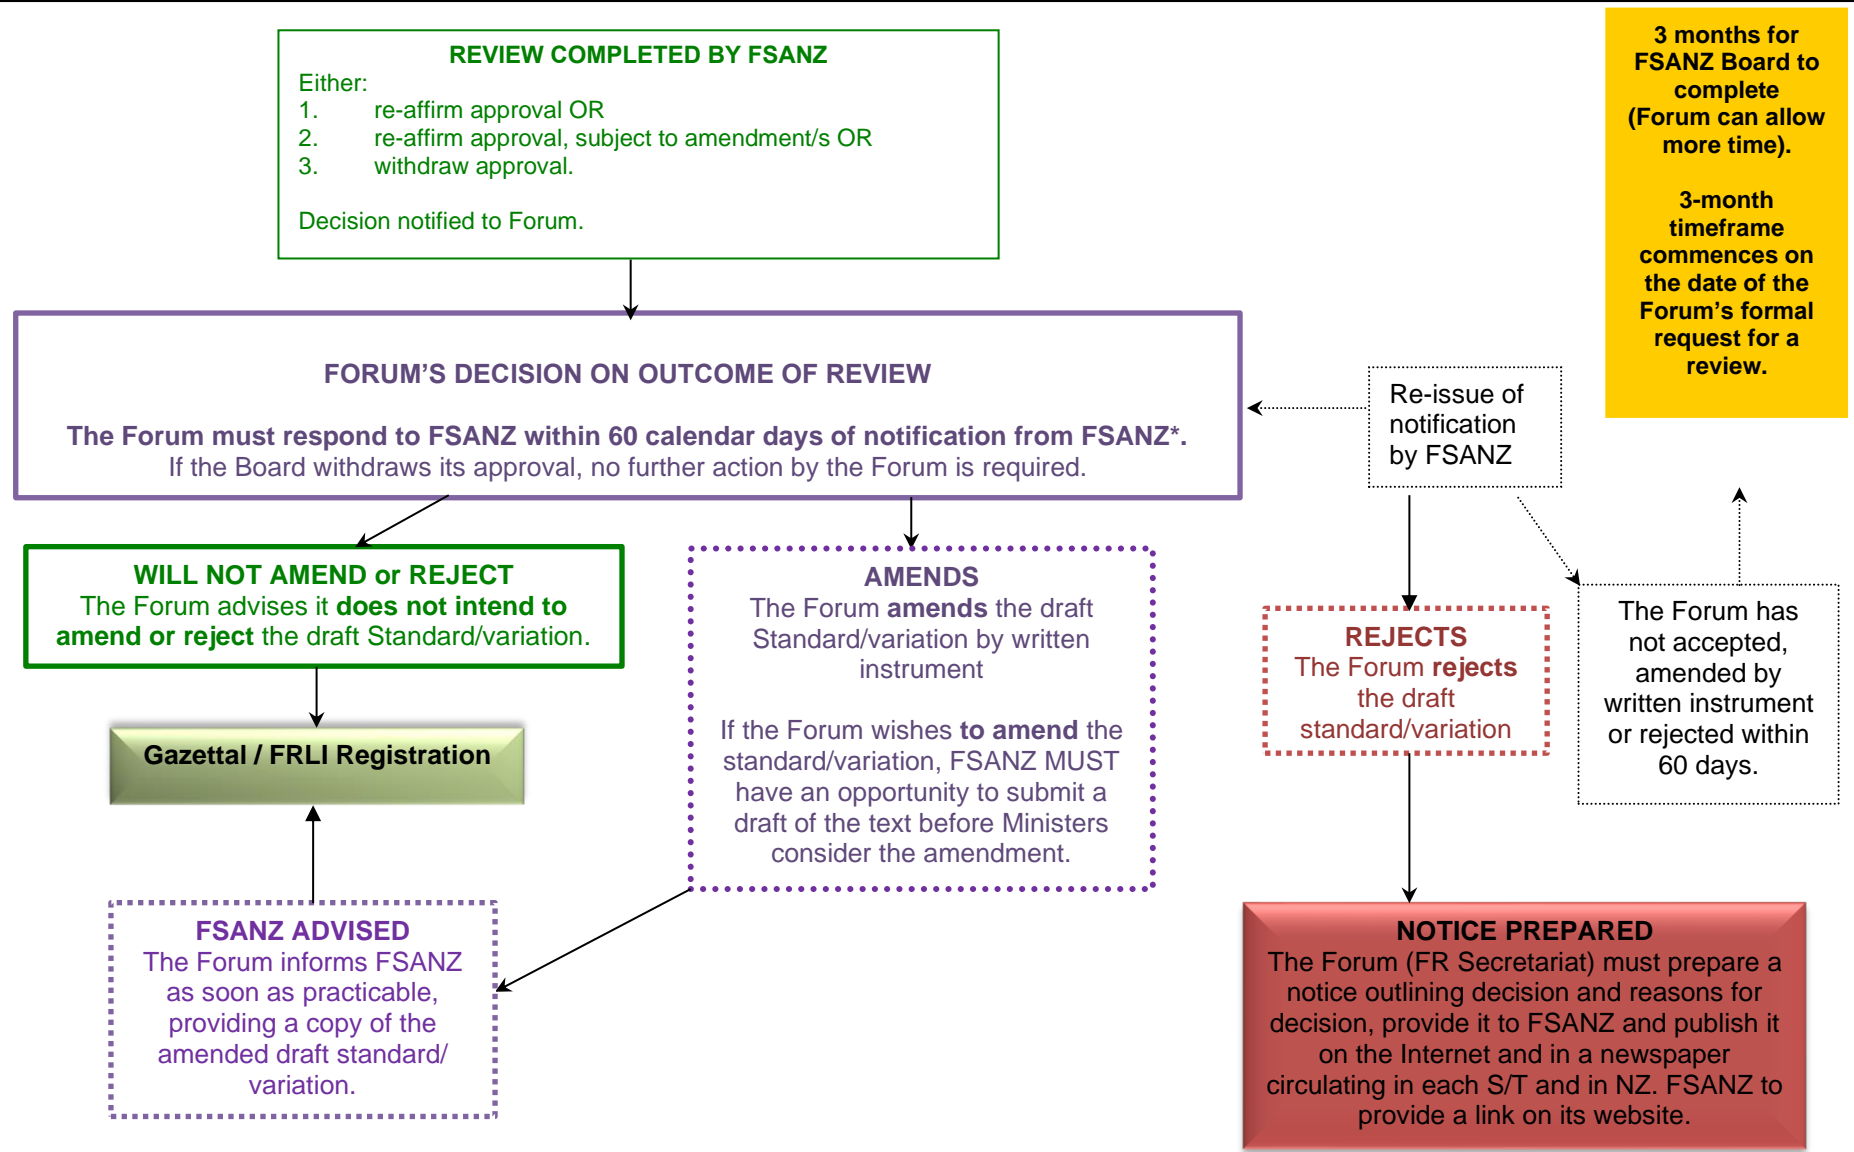 REVIEW COMPLETED BY FSANZ
Either:
1. re-affirm approval OR
2. re-affirm approval, subject to amendment/s OR
3. withdraw approval.
Decision notified to Forum.
3 months for
FSANZ Board to
complete
(Forum can allow
more time).
3-month
timeframe
commences on
the date of the
Forum’s formal
request for a
review.
FORUM’S DECISION ON OUTCOME OF REVIEW
The Forum must respond to FSANZ within 60 calendar days of notification from FSANZ*.
If the Board withdraws its approval, no further action by the Forum is required.
Re-issue of
notification
by FSANZ
WILL NOT AMEND or REJECT
The Forum advises it does not intend to
amend or reject the draft Standard/variation.
AMENDS
The Forum amends the draft
Standard/variation by written
instrument
If the Forum wishes to amend the
standard/variation, FSANZ MUST
have an opportunity to submit a
draft of the text before Ministers
consider the amendment.
REJECTS
The Forum rejects
the draft
standard/variation
The Forum has
not accepted,
amended by
written instrument
or rejected within
60 days.
Gazettal / FRLI Registration
FSANZ ADVISED
The Forum informs FSANZ
as soon as practicable,
providing a copy of the
amended draft standard/
variation.
NOTICE PREPARED
The Forum (FR Secretariat) must prepare a
notice outlining decision and reasons for
decision, provide it to FSANZ and publish it
on the Internet and in a newspaper
circulating in each S/T and in NZ. FSANZ to
provide a link on its website.